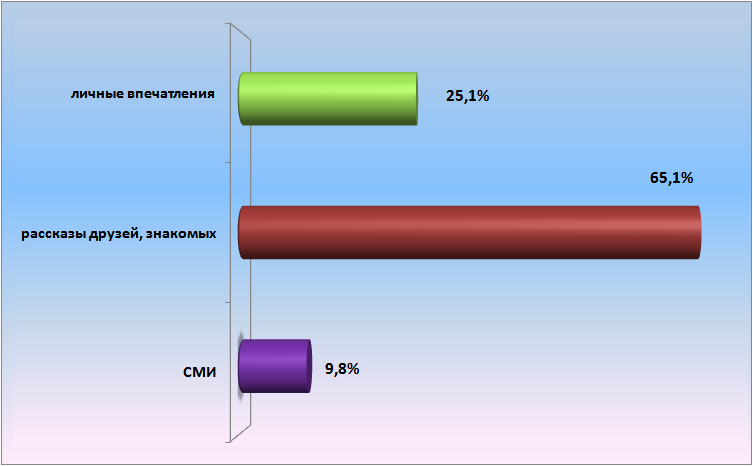 личные впечатления
25,1%
65,1%
рассказы друзей, знакомых
СМИ
9,8%